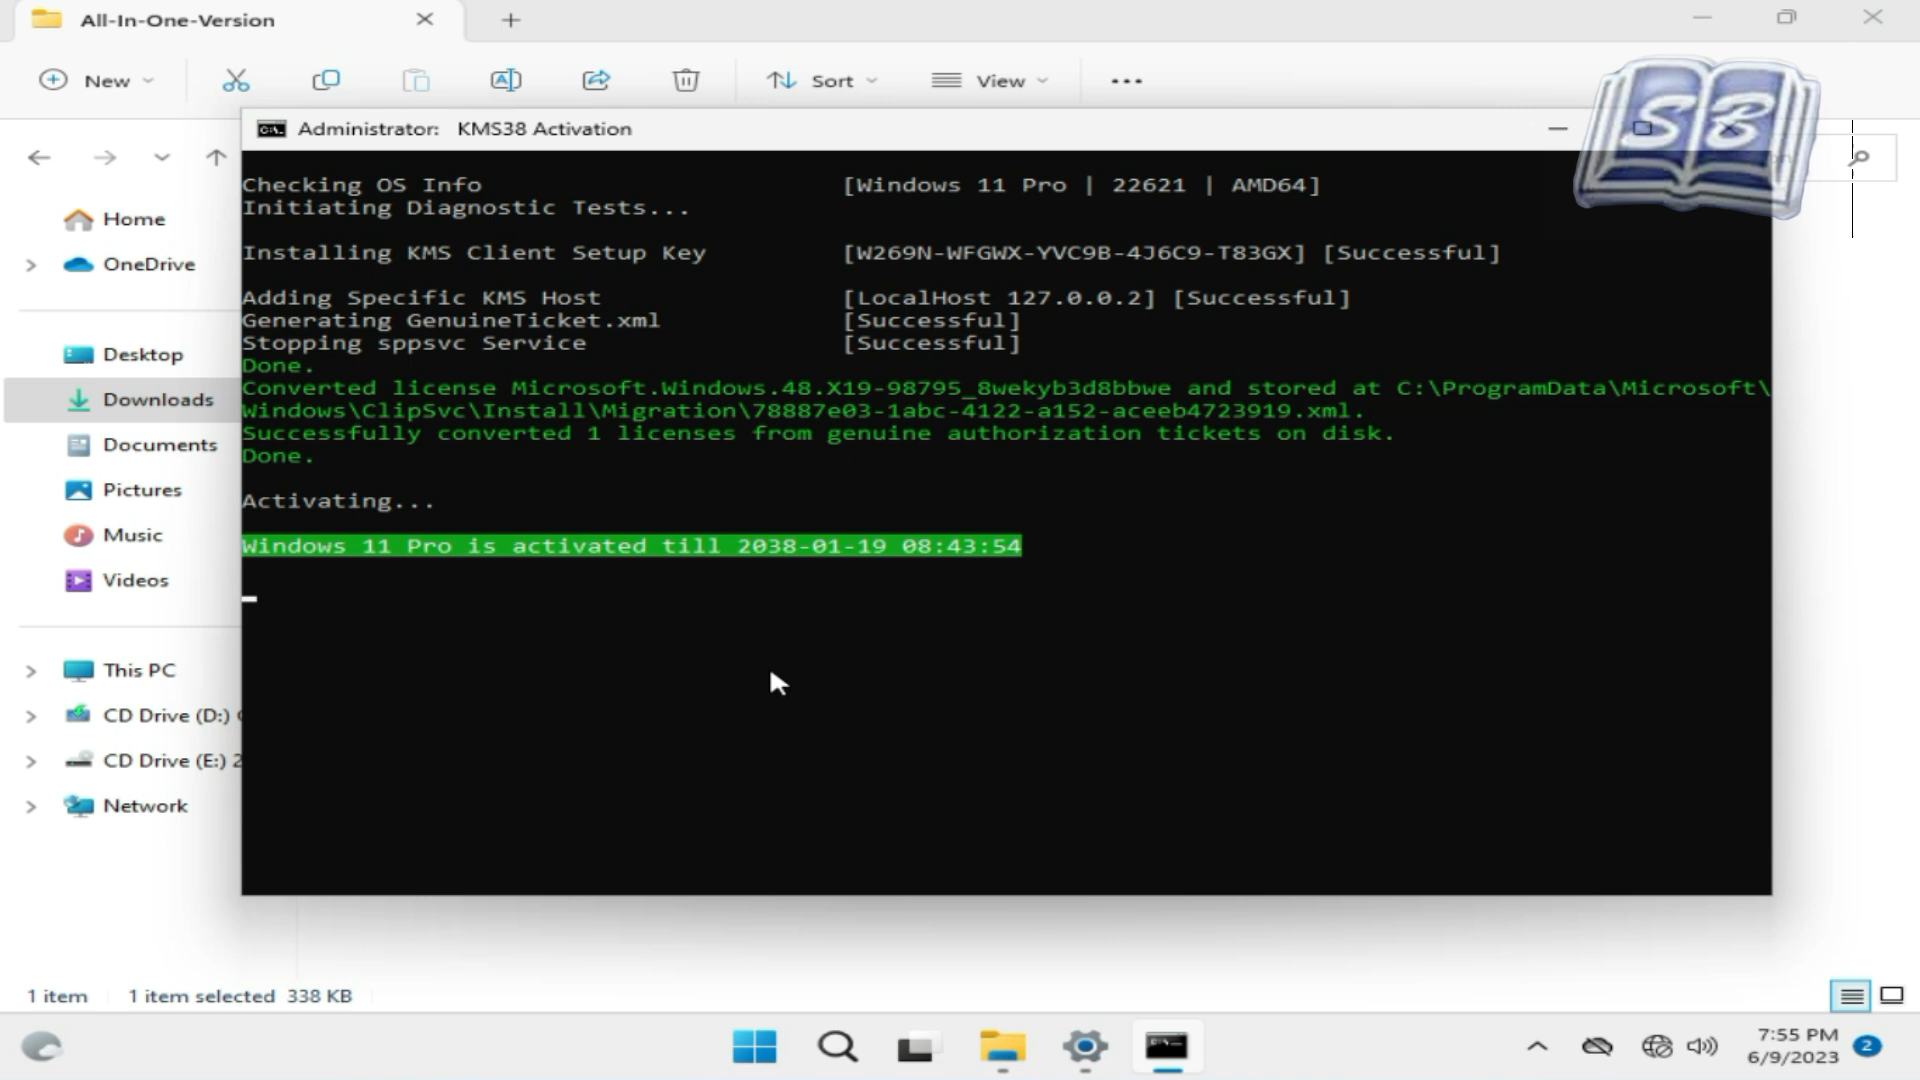 All-In-One-Version
New
Sort
View
Administrator: KMS38 Activation
SB
Checking OS Info [Windows 11 Pro | 22621 | AMD64]
Initiating Diagnostic Tests...
Installing KMS Client Setup Key [W269N-WFGWX-YVC9B-4J6C9-T83GX] [Successful]
Adding Specific KMS Host [LocalHost 127.0.0.2] [Successful]
Generating GenuineTicket.xml [Successful]
Stopping sppsvc Service [Successful]
Done.
Converted license Microsoft.Windows.48.X19-98795_8wekyb3d8bbwe and stored at C:\ProgramData\Microsoft\
Windows\ClipSvc\Install\Migration\78887e03-1abc-4122-a152-aceeb4723919.xml.
Successfully converted 1 licenses from genuine authorization tickets on disk.
Done.
Activating...
Windows 11 Pro is activated till 2038-01-19 08:43:54
Home
OneDrive
Desktop
Downloads
Documents
Pictures
Music
Videos
This PC
CD Drive (D:)
CD Drive (E:) 2
Network
1 item 1 item selected 338 KB
7:55 PM
6/9/2023
2